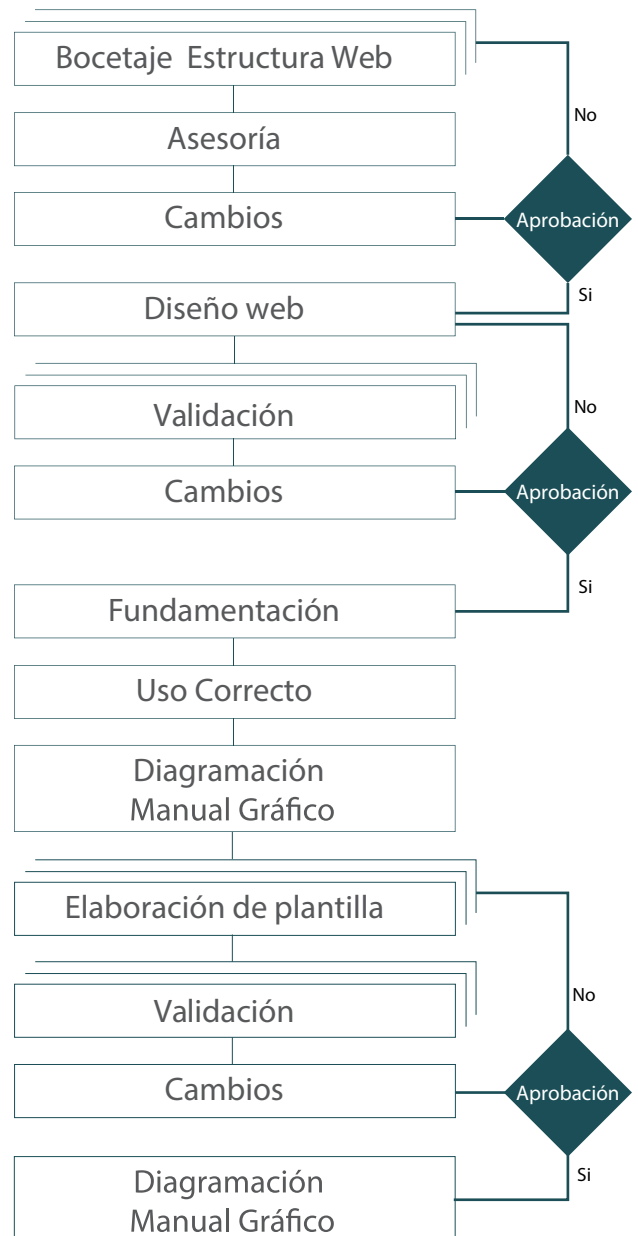 Bocetaje Estructura Web
No
Asesoría
Cambios
Aprobación
Si
Diseño web
No
Validación
Cambios
Aprobación
Si
Fundamentación
Uso Correcto
Diagramación
Manual Gráfico
Elaboración de plantilla
No
Validación
Cambios
Aprobación
Si
Diagramación
Manual Gráfico